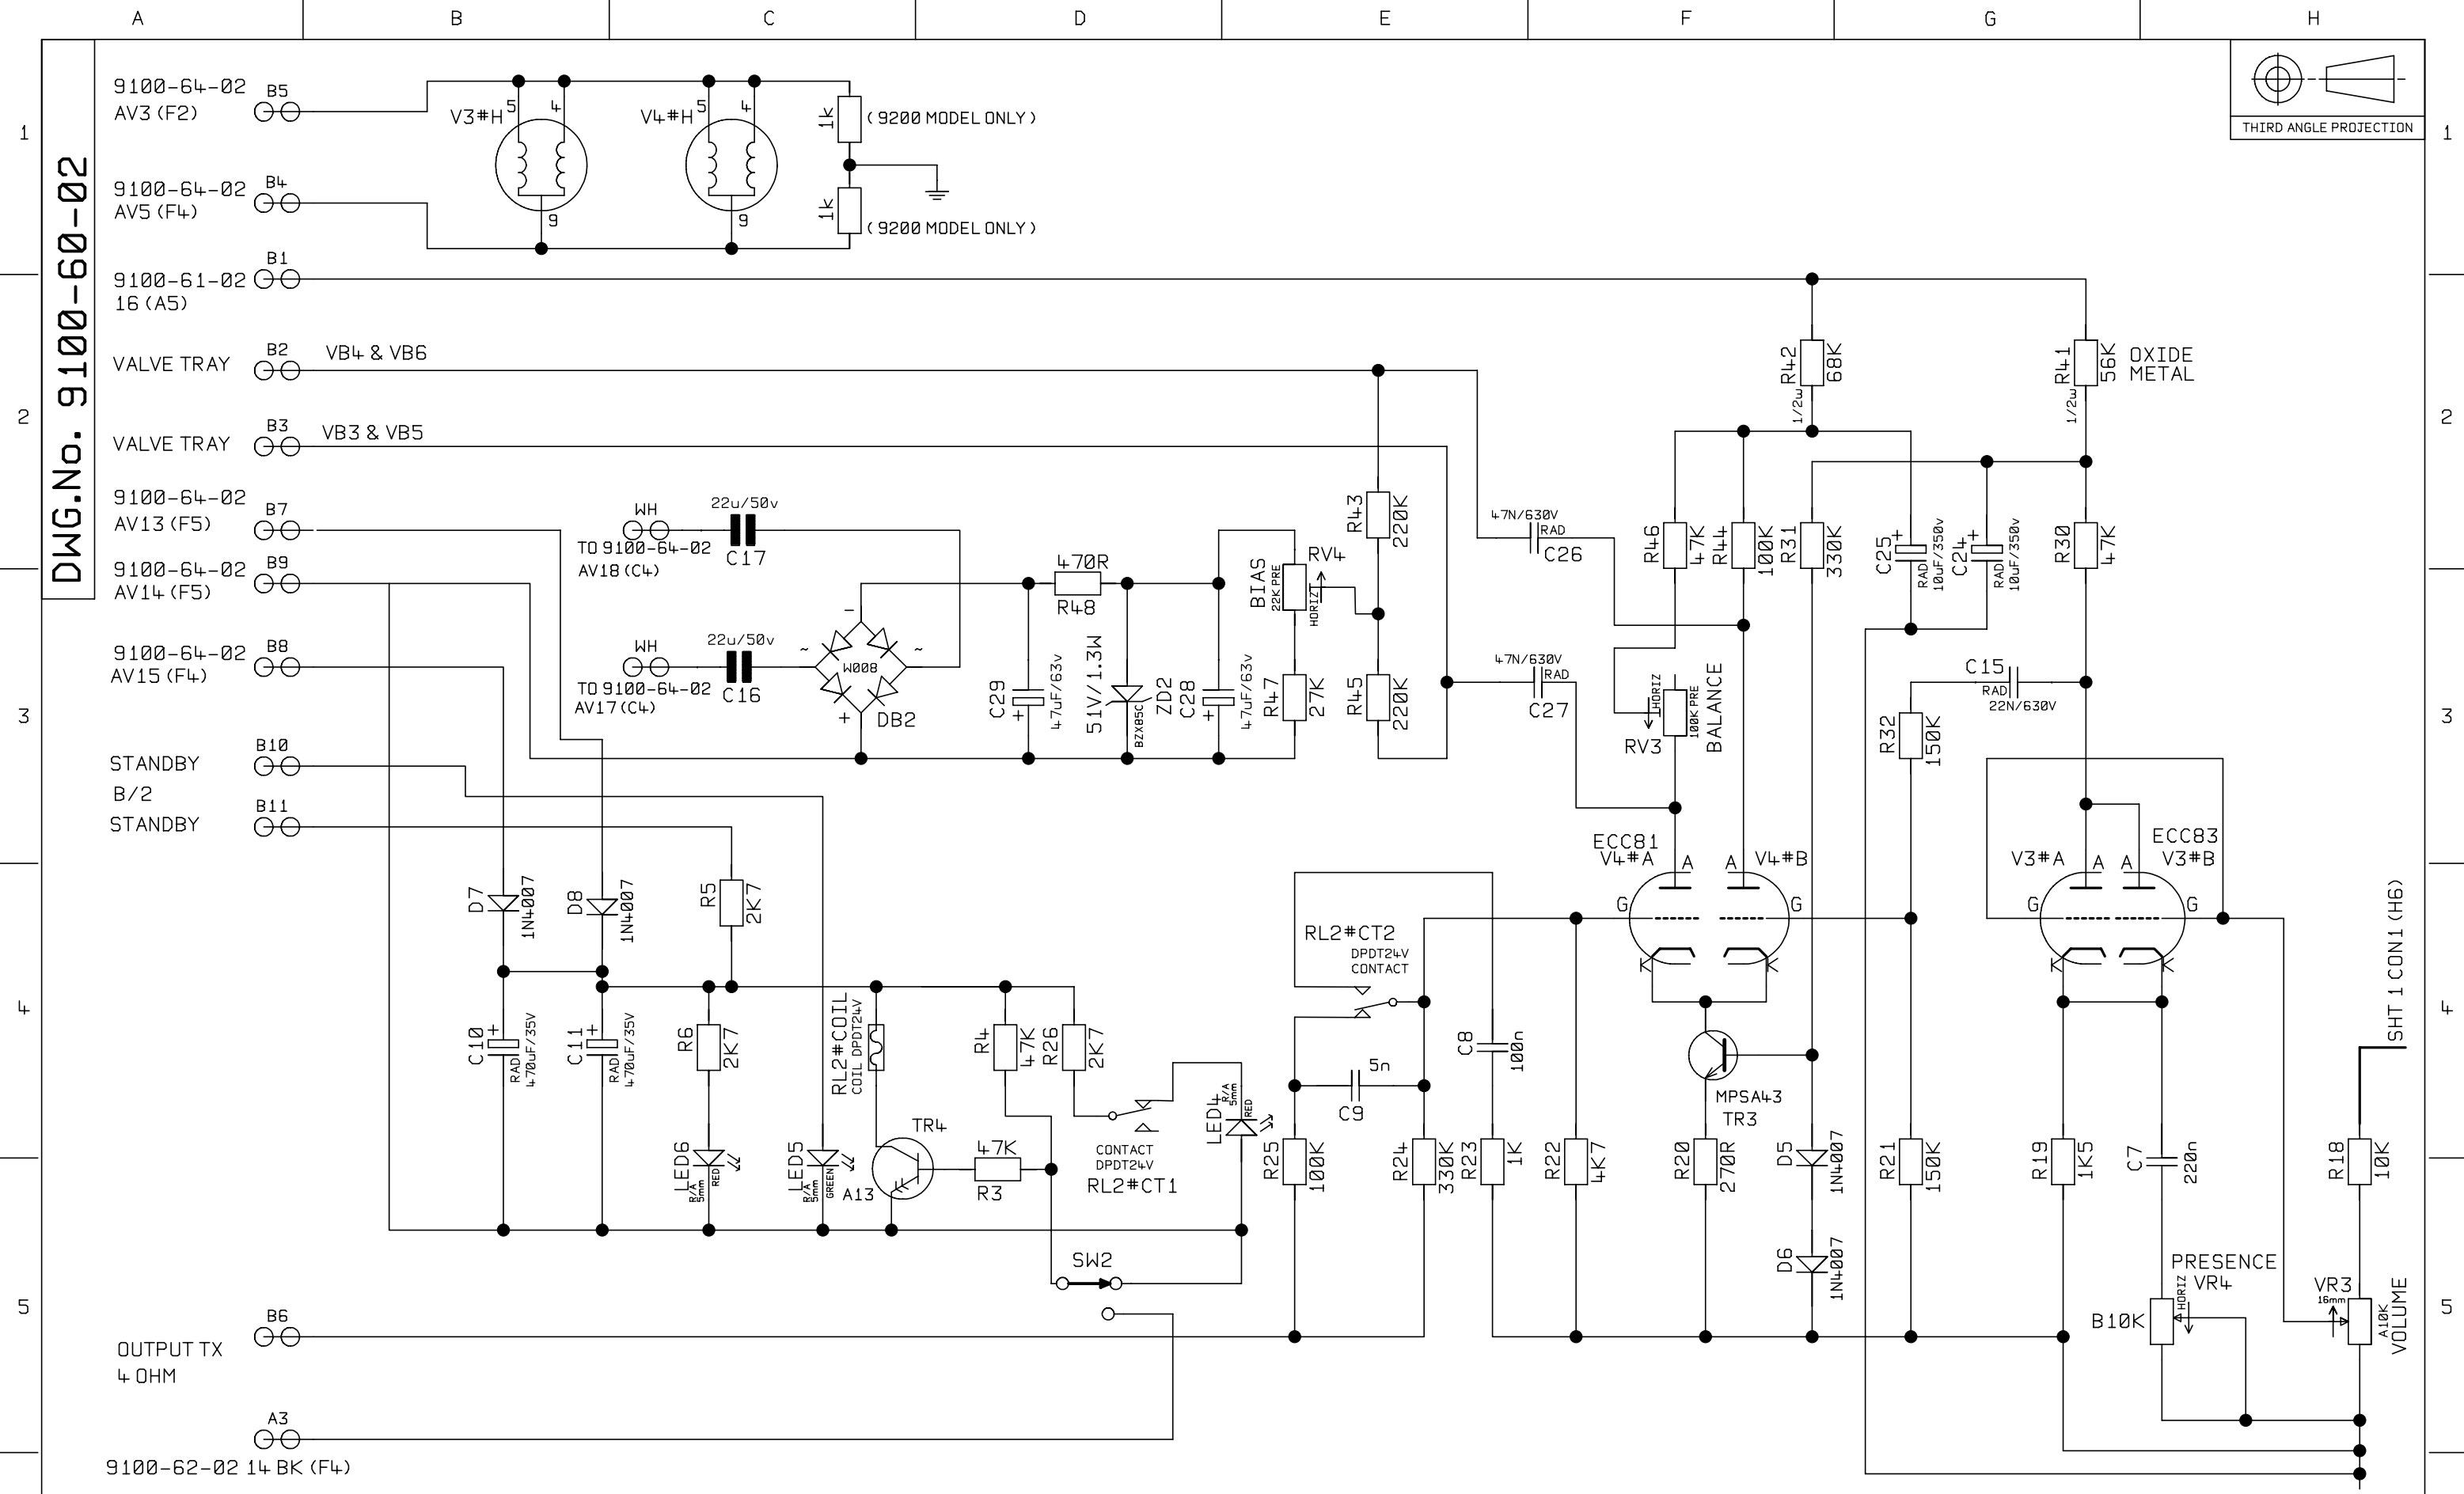 A B C D E F G H
1
2
3
4
5
1
2
3
4
5
DWG.No. 9100-60-02
THIRD ANGLE PROJECTION
9100-64-02
AV3 (F2)
B5
9100-64-02
AV5 (F4)
B4
9100-61-02
16 (A5)
B1
VALVE TRAY
B2
VB4 & VB6
VALVE TRAY
B3
VB3 & VB5
9100-64-02
AV13 (F5)
B7
9100-64-02
AV14 (F5)
B9
9100-64-02
AV15 (F4)
B8
STANDBY
B10
B/2
STANDBY
B11
OUTPUT TX
4 OHM
B6
A3
9100-62-02 14 BK (F4)
V3#H
5
4
9
V4#H
5
4
9
1k
(9200 MODEL ONLY)
1k
(9200 MODEL ONLY)
WH
22u/50v
C17
TO 9100-64-02
AV18 (C4)
WH
22u/50v
C16
TO 9100-64-02
AV17 (C4)
-
~
W008
~
+
DB2
C29
+
47uF/63v
470R
R48
51V/1.3W
BZX85C
ZD2
C28
+
47uF/63v
BIAS
22K PRE
HORIZ
RV4
R47
27K
R43
220K
R45
220K
47N/630V
RAD
C26
47N/630V
RAD
C27
R42
68K
1/2w
R41
56K
1/2w
OXIDE
METAL
R46
47K
R44
100K
R31
330K
C25
+
RAD
10uF/350v
C24
+
RAD
10uF/350v
R30
47K
HORIZ
100K PRE
BALANCE
RV3
C15
RAD
22N/630V
R32
150K
ECC81
V4#A
A
A
V4#B
G
G
K
K
ECC83
V3#A
A
A
V3#B
G
G
K
K
SHT 1 CON1 (H6)
D7
1N4007
D8
1N4007
R5
2K7
C10
+
RAD
470uF/35V
C11
+
RAD
470uF/35V
R6
2K7
LED6
R/A
5mm
RED
LED5
R/A
5mm
GREEN
RL2#COIL
COIL DPDT24V
TR4
A13
R4
47K
R26
2K7
47K
R3
CONTACT
DPDT24V
RL2#CT1
LED4
R/A
5mm
RED
SW2
RL2#CT2
DPDT24V
CONTACT
5n
C9
C8
100n
R25
100K
R24
330K
R23
1K
R22
4K7
MPSA43
TR3
R20
270R
D5
1N4007
D6
1N4007
R21
150K
R19
1K5
C7
220n
R18
10K
PRESENCE
VR4
HORIZ
B10K
VR3
16mm
A10K
VOLUME